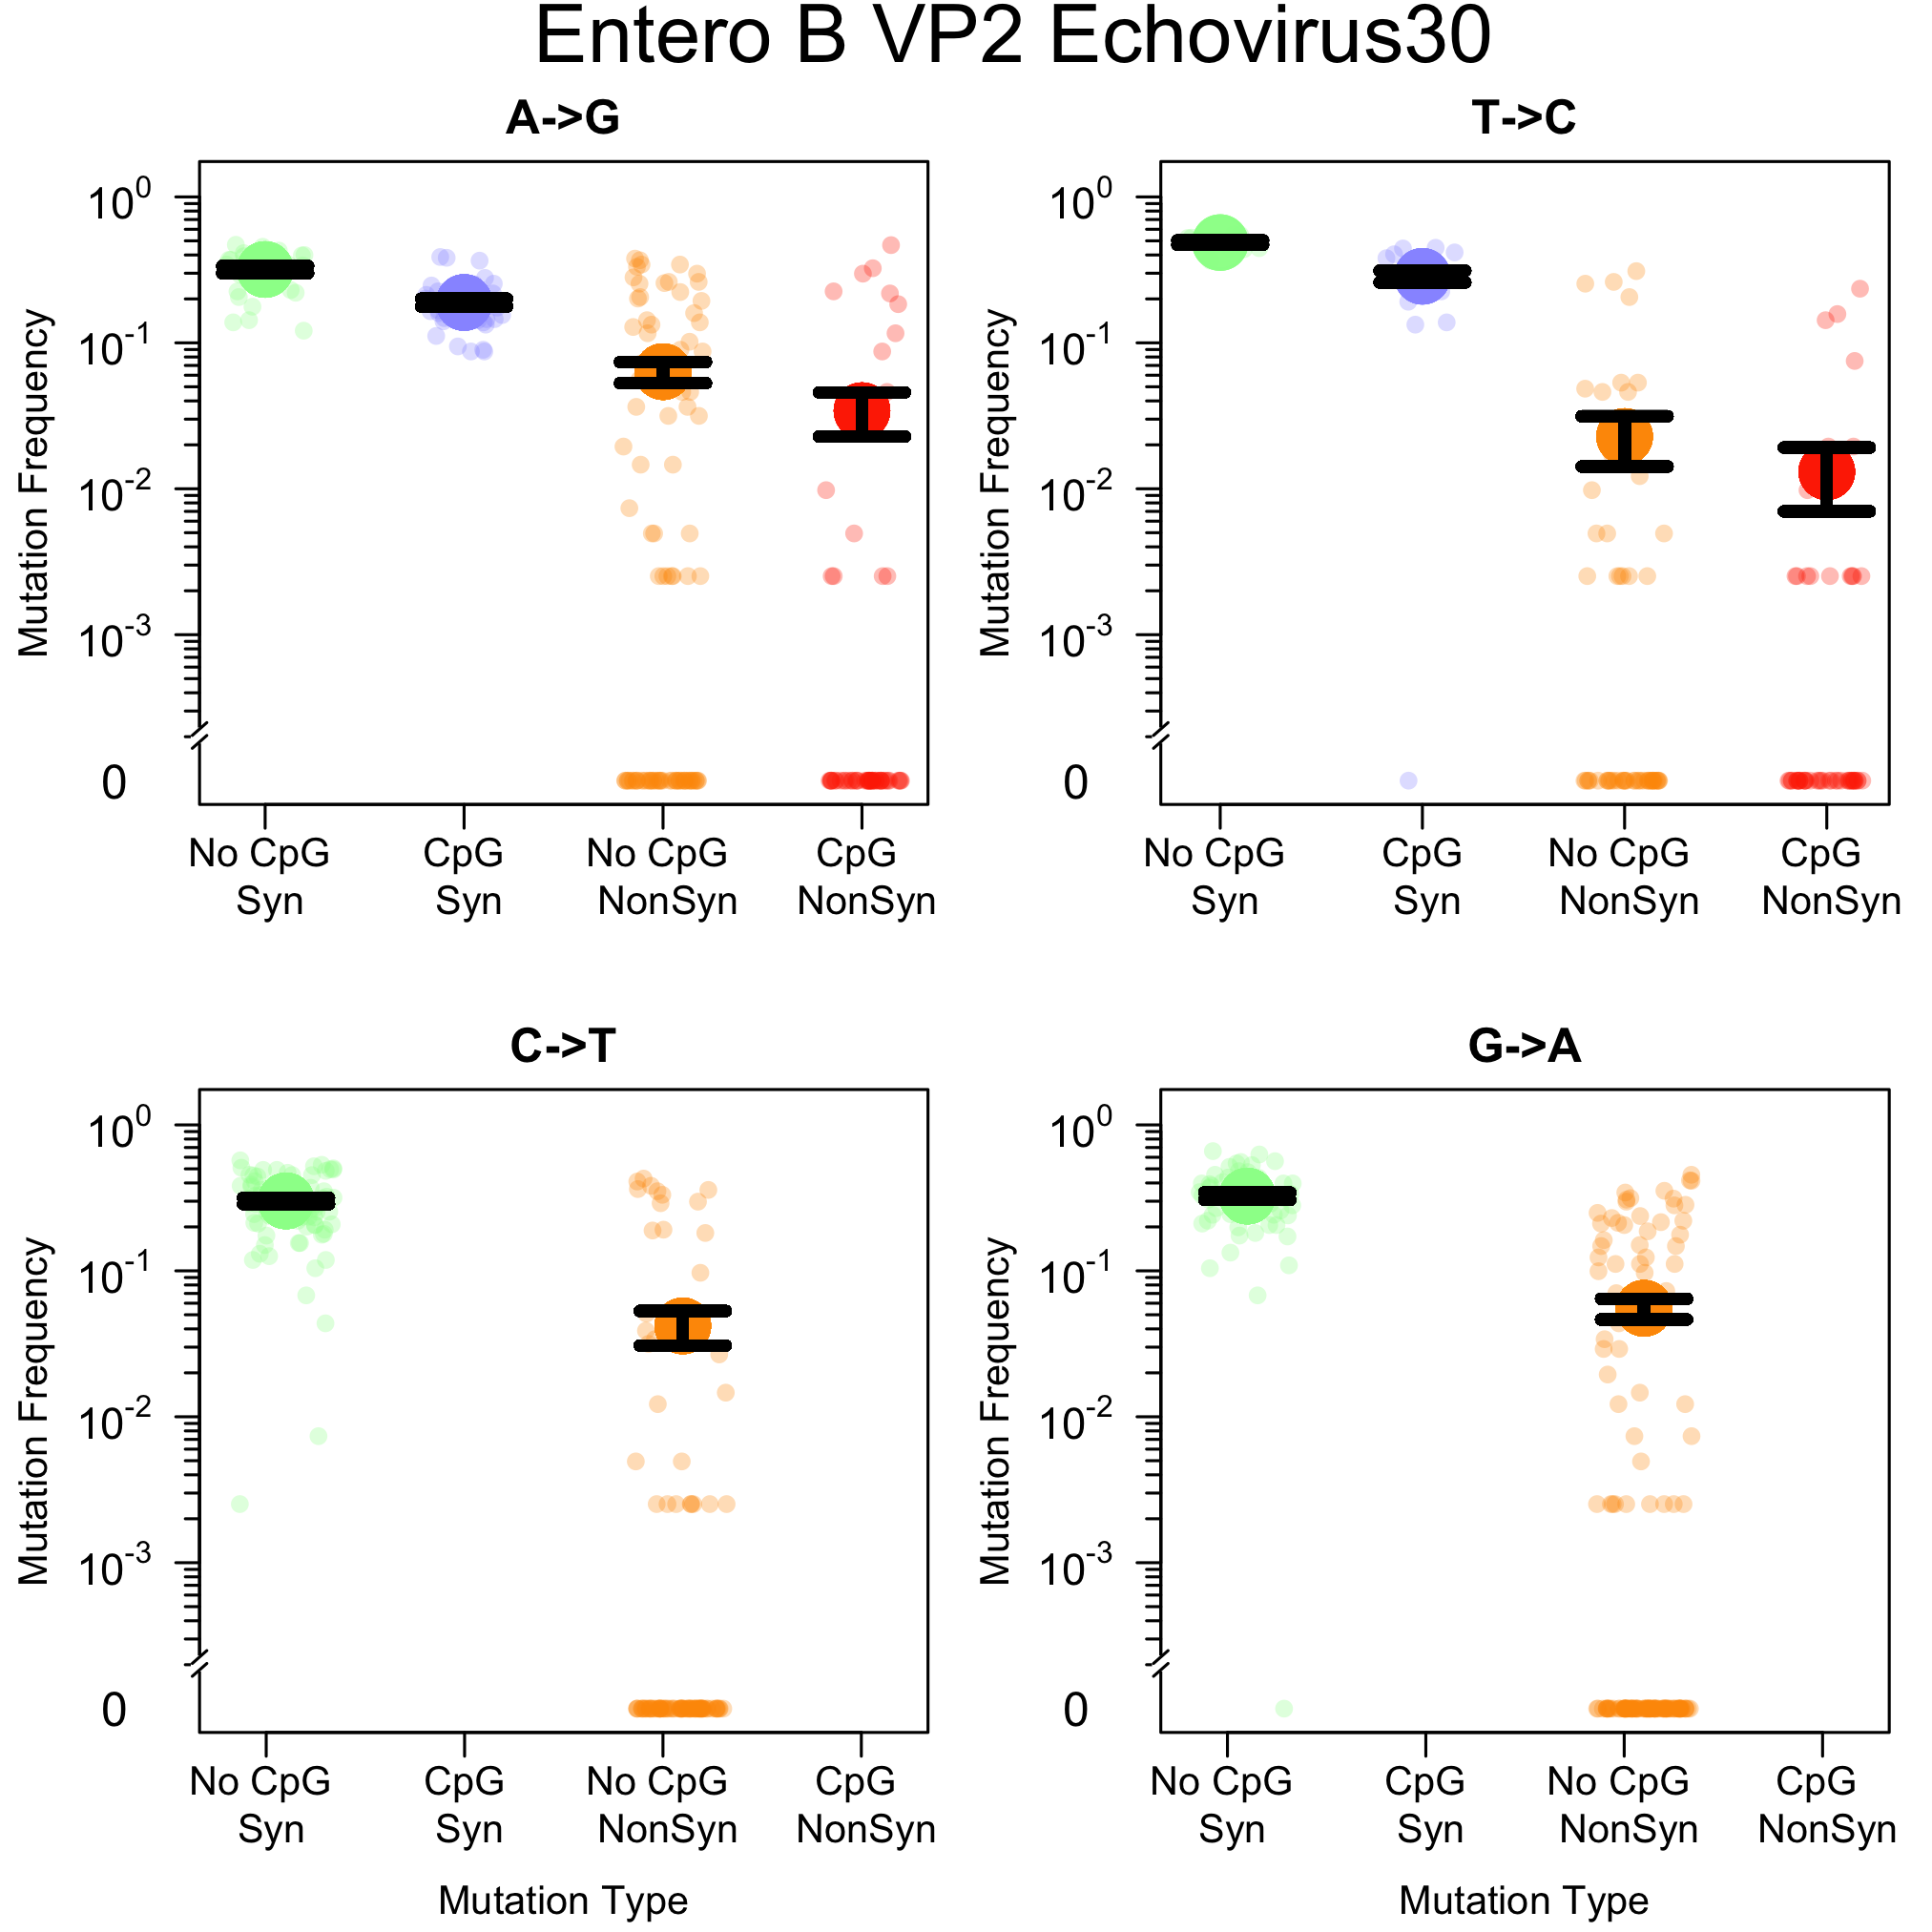 Entero B VP2 Echovirus30
A->G
Mutation Frequency
10^0
10^-1
10^-2
10^-3
0
No CpG Syn
CpG Syn
No CpG NonSyn
CpG NonSyn
T->C
Mutation Frequency
10^0
10^-1
10^-2
10^-3
0
No CpG Syn
CpG Syn
No CpG NonSyn
CpG NonSyn
C->T
Mutation Frequency
10^0
10^-1
10^-2
10^-3
0
No CpG Syn
CpG Syn
No CpG NonSyn
CpG NonSyn
Mutation Type
G->A
Mutation Frequency
10^0
10^-1
10^-2
10^-3
0
No CpG Syn
CpG Syn
No CpG NonSyn
CpG NonSyn
Mutation Type